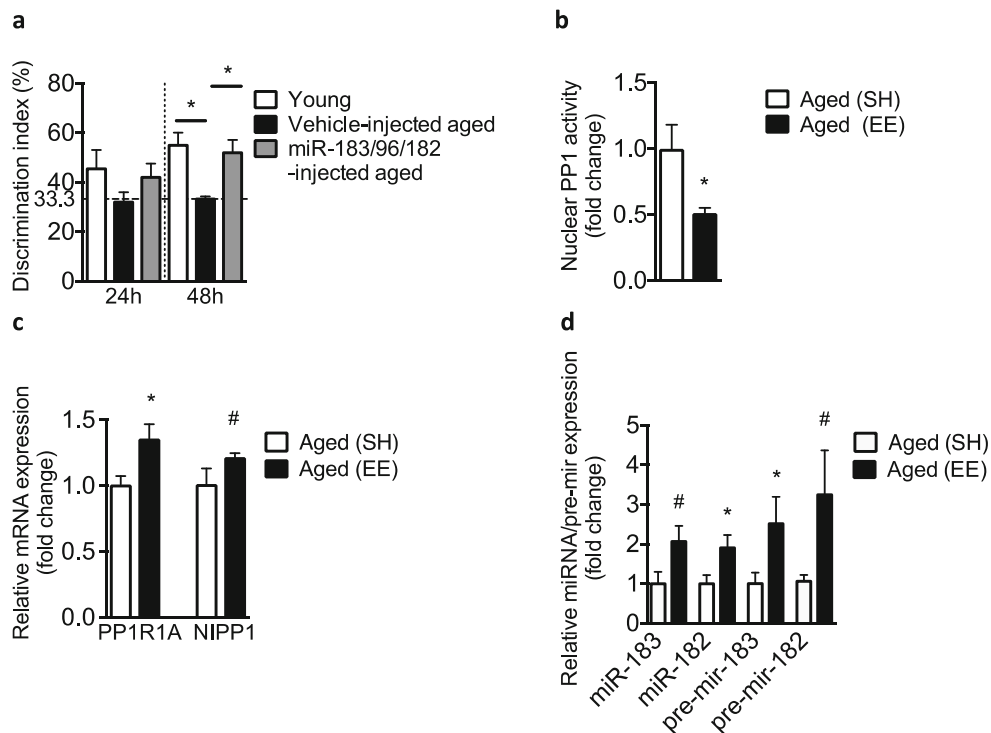 a
Discrimination index (%)
80
60
40
33.3
20
0
24h
48h
*
*
Young
Vehicle-injected aged
miR-183/96/182
-injected aged
b
Nuclear PP1 activity
(fold change)
1.5
1.0
0.5
0.0
*
Aged (SH)
Aged (EE)
c
Relative mRNA expression
(fold change)
1.5
1.0
0.5
0.0
*
#
PP1R1A
NIPP1
Aged (SH)
Aged (EE)
d
Relative miRNA/pre-mir expression
(fold change)
5
4
3
2
1
0
#
*
*
#
miR-183
miR-182
pre-mir-183
pre-mir-182
Aged (SH)
Aged (EE)